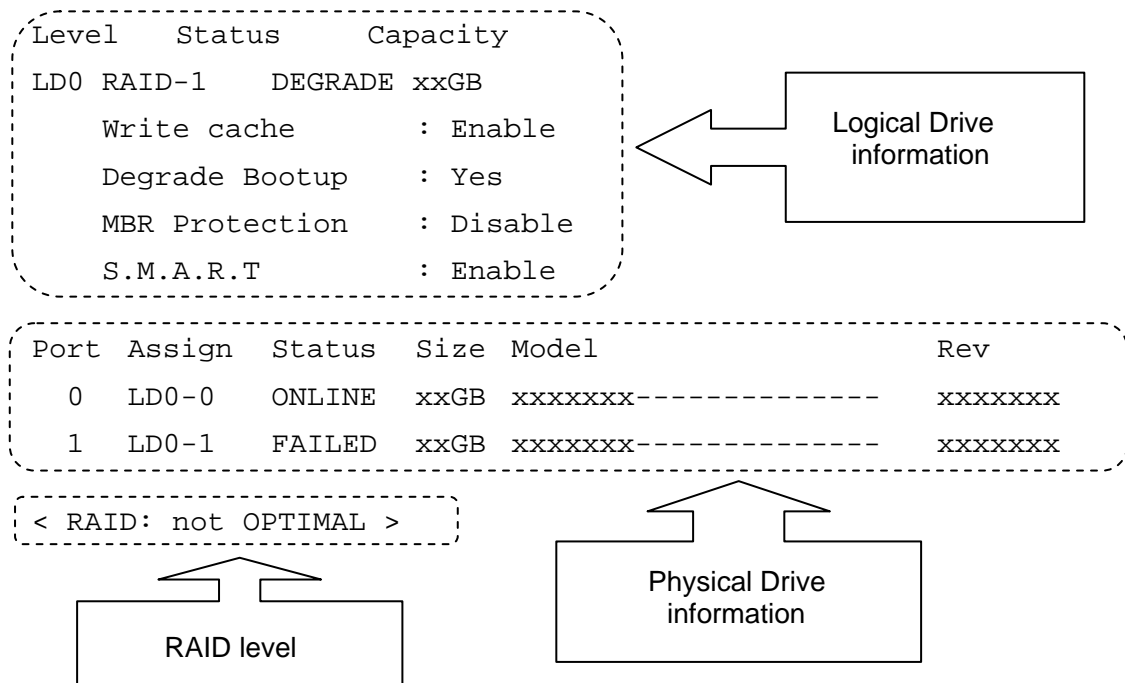 Level Status Capacity
LD0 RAID-1 DEGRADE xxGB
Write cache : Enable
Degrade Bootup : Yes
MBR Protection : Disable
S.M.A.R.T : Enable
Logical Drive
information
Port Assign Status Size Model Rev
0 LD0-0 ONLINE xxGB xxxxxxx-------------- xxxxxxx
1 LD0-1 FAILED xxGB xxxxxxx-------------- xxxxxxx
< RAID: not OPTIMAL >
Physical Drive
information
RAID level